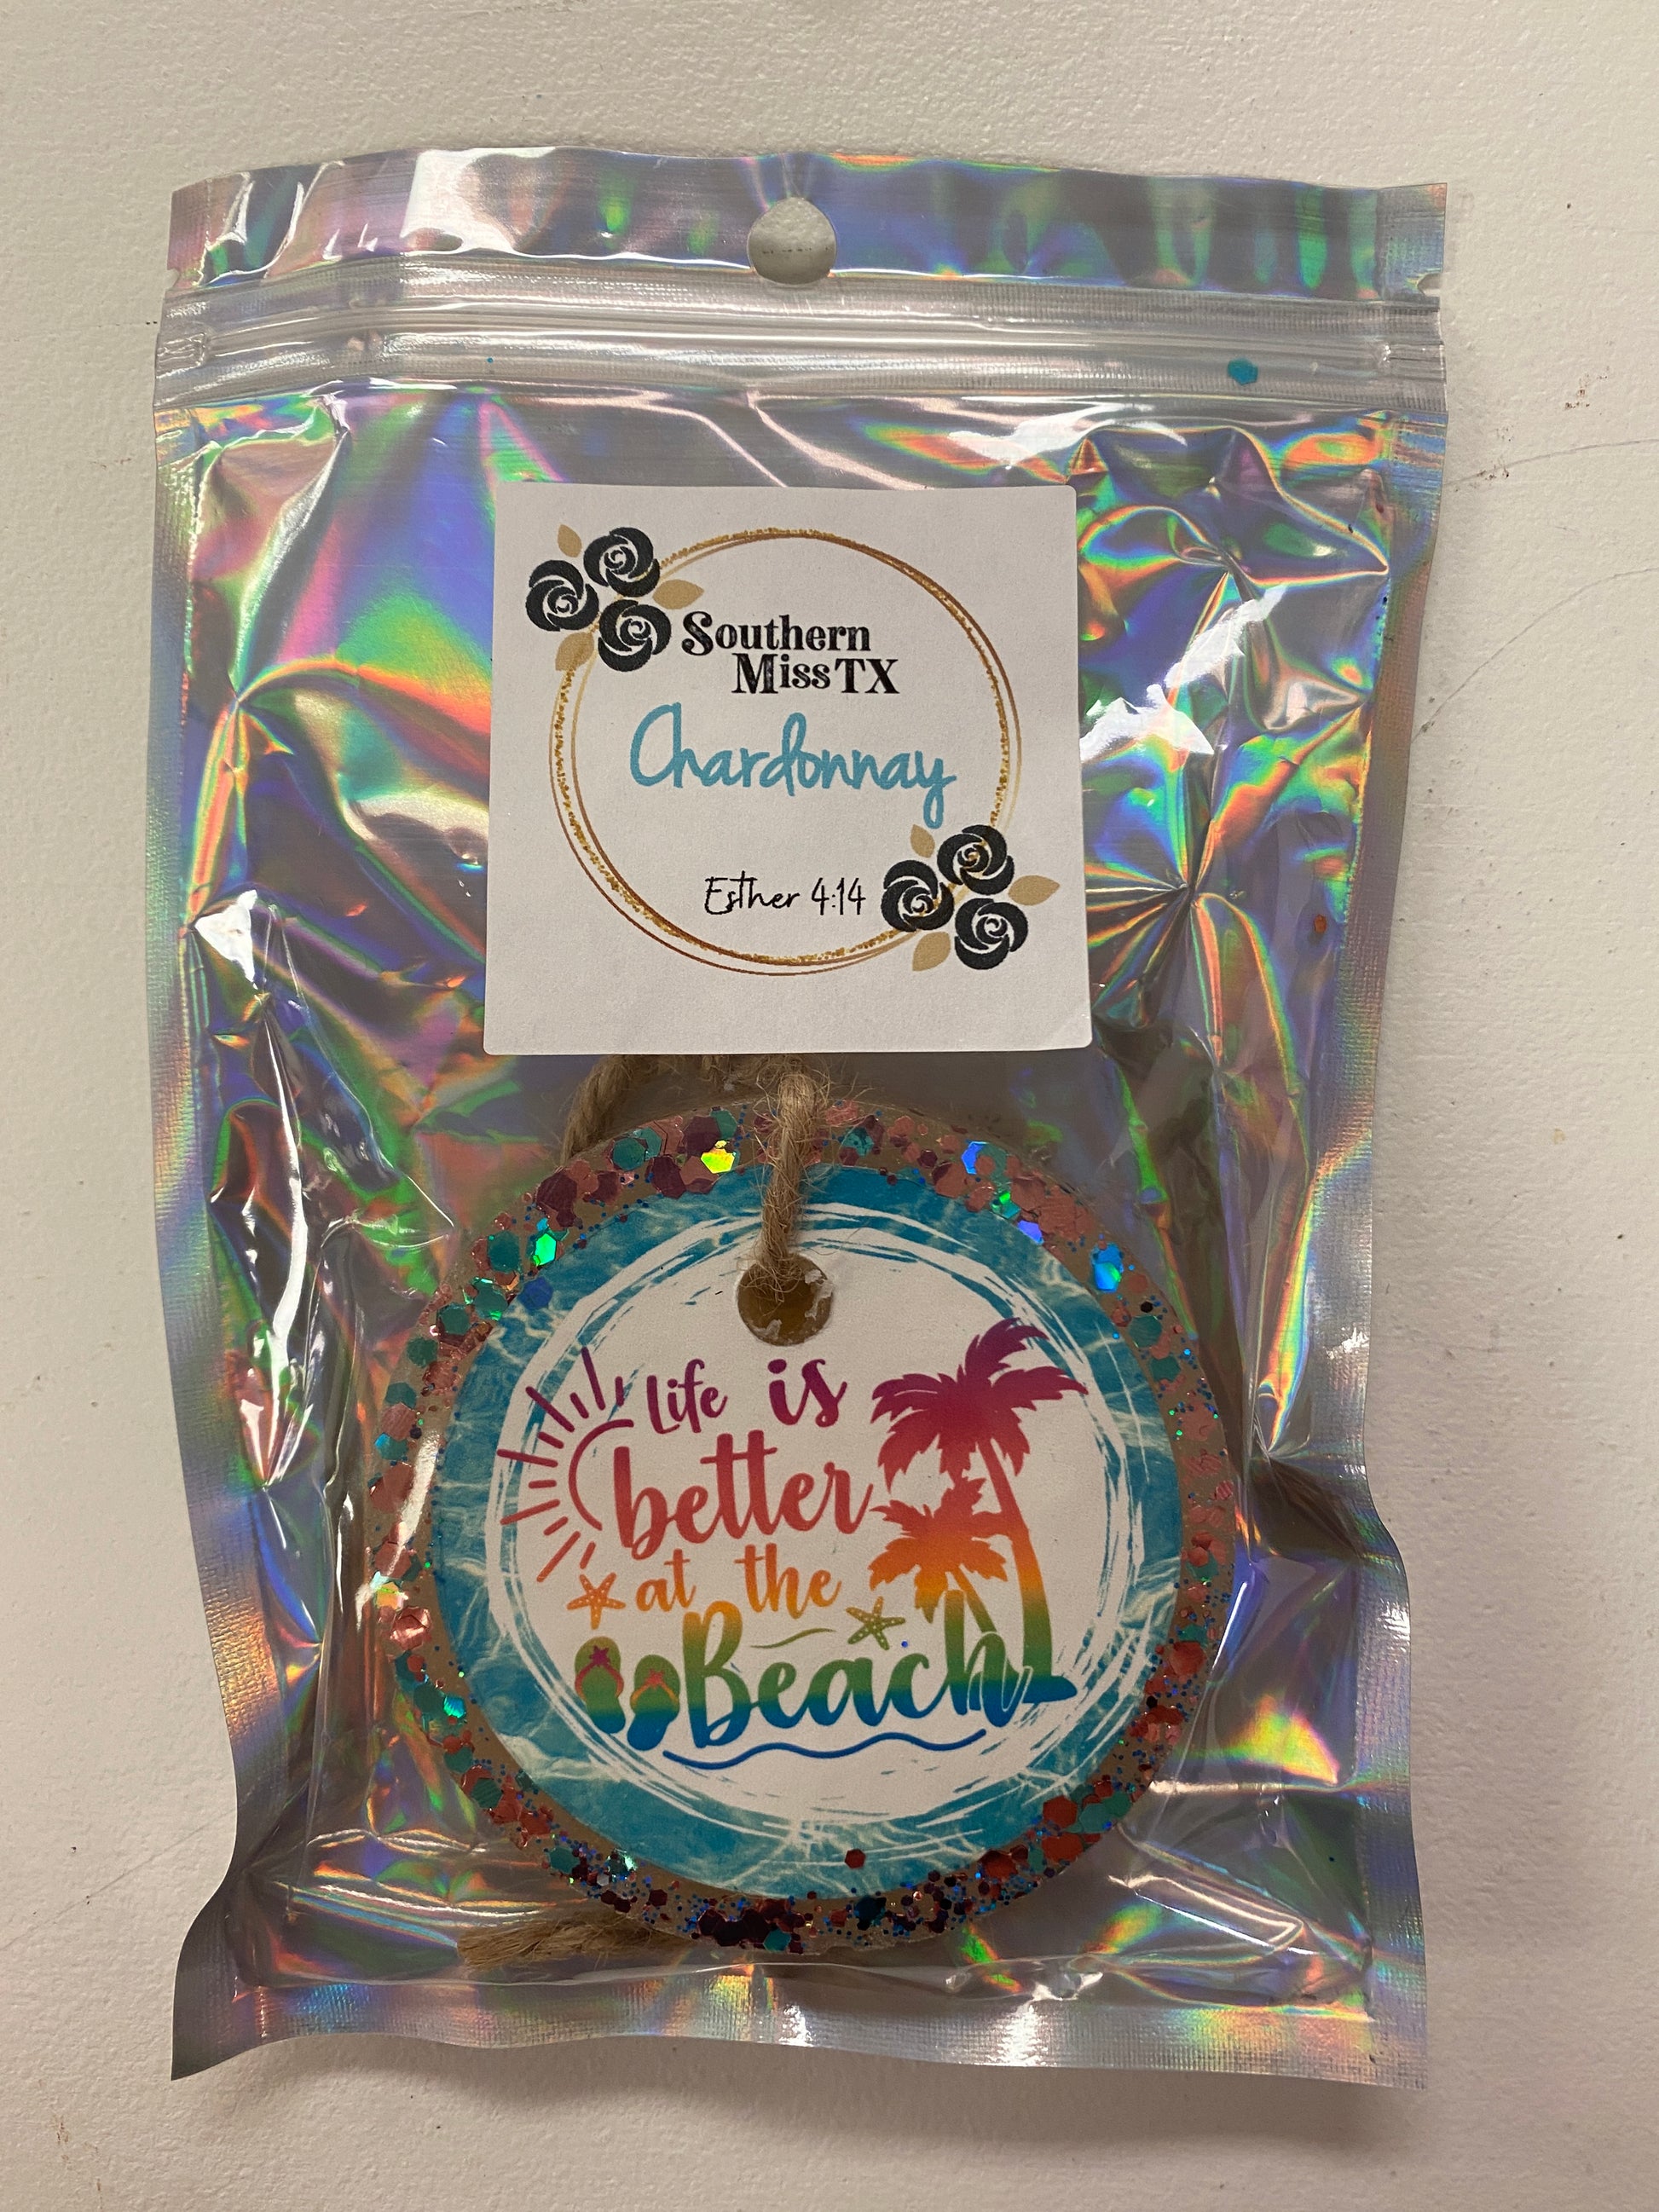 Southern
Miss TX
Chardonnay
Esther 4:14
Life is
better
at the
Beach